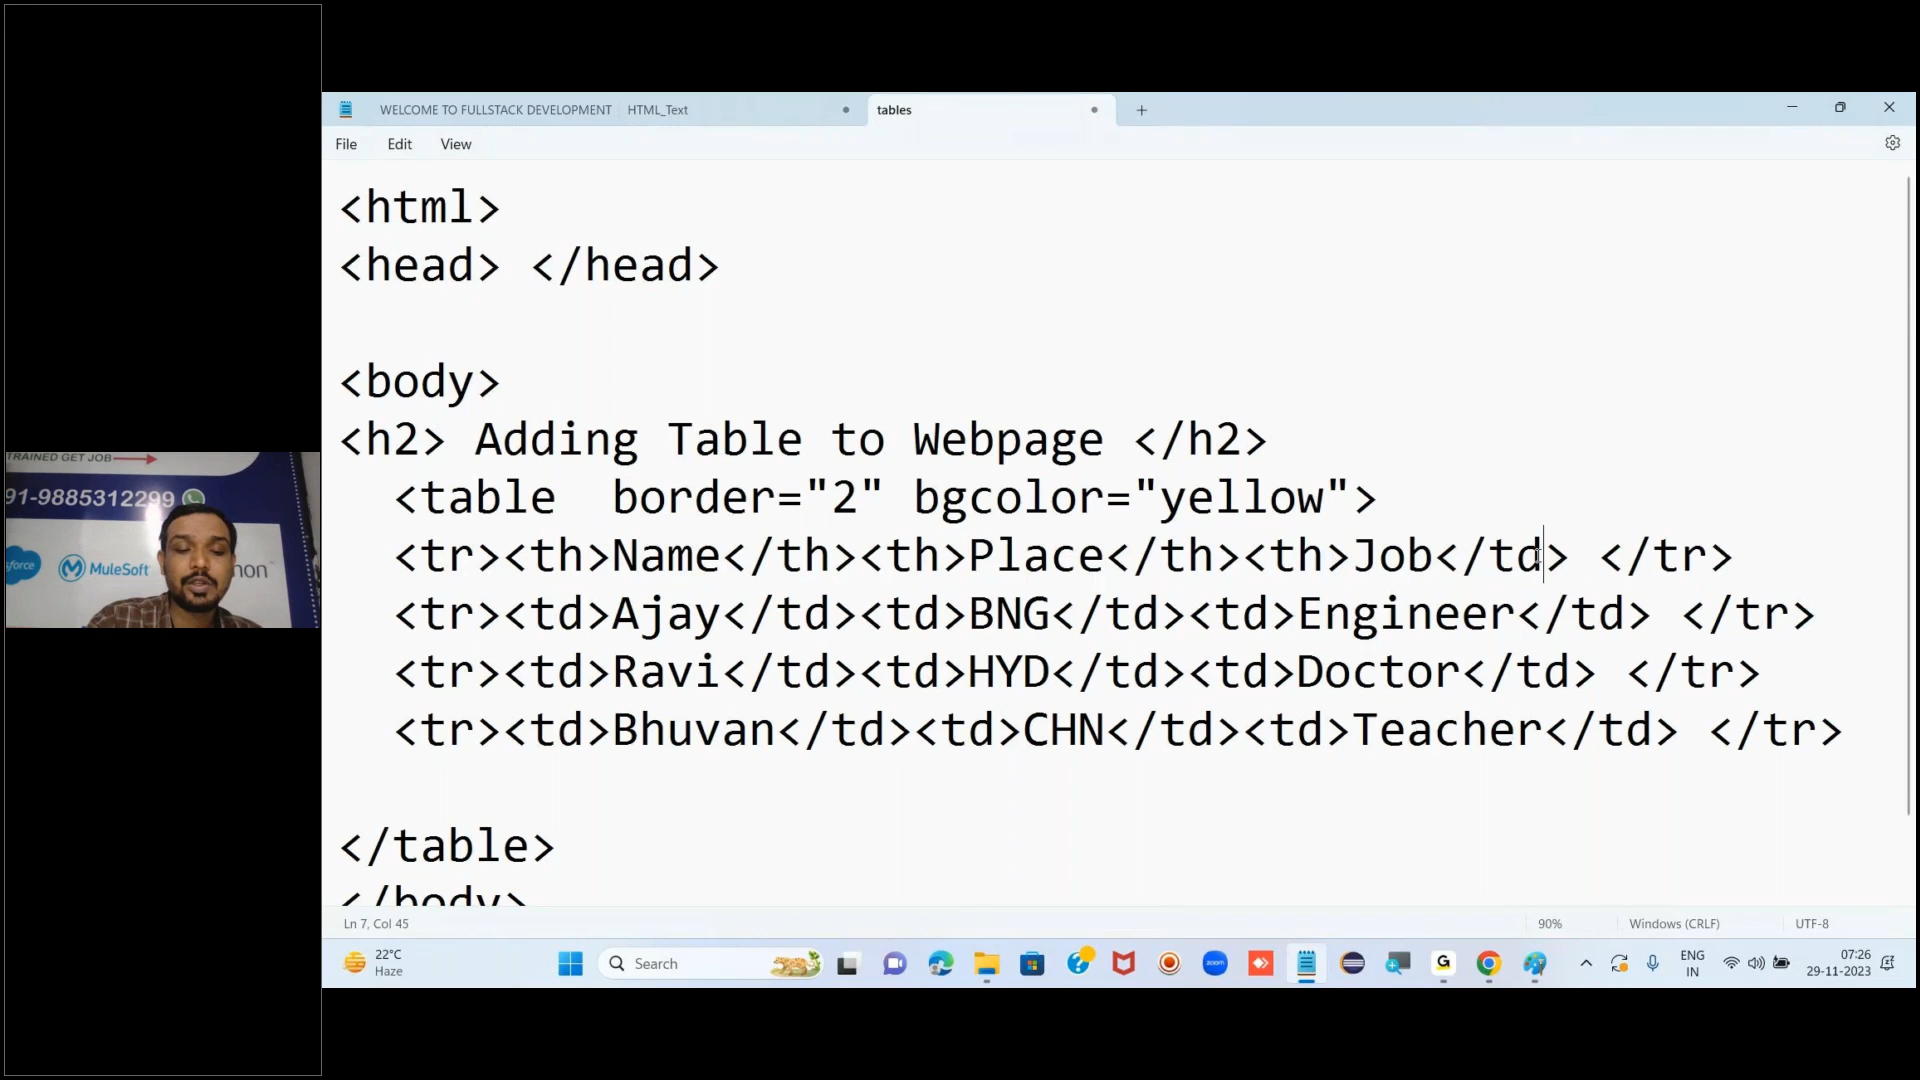 WELCOME TO FULLSTACK DEVELOPMENT HTML_Text tables
File Edit View
<html>
<head> </head>
<body>
<h2> Adding Table to Webpage </h2>
<table  border="2" bgcolor="yellow">
<tr><th>Name</th><th>Place</th><th>Job</td> </tr>
<tr><td>Ajay</td><td>BNG</td><td>Engineer</td> </tr>
<tr><td>Ravi</td><td>HYD</td><td>Doctor</td> </tr>
<tr><td>Bhuvan</td><td>CHN</td><td>Teacher</td> </tr>
</table>
</body>
Ln 7, Col 45 90% Windows (CRLF) UTF-8
22°C
Haze
Search
zoom
G
ENG
IN
07:26
29-11-2023
TRAINED GET JOB
91-9885312299
force MuleSoft hon